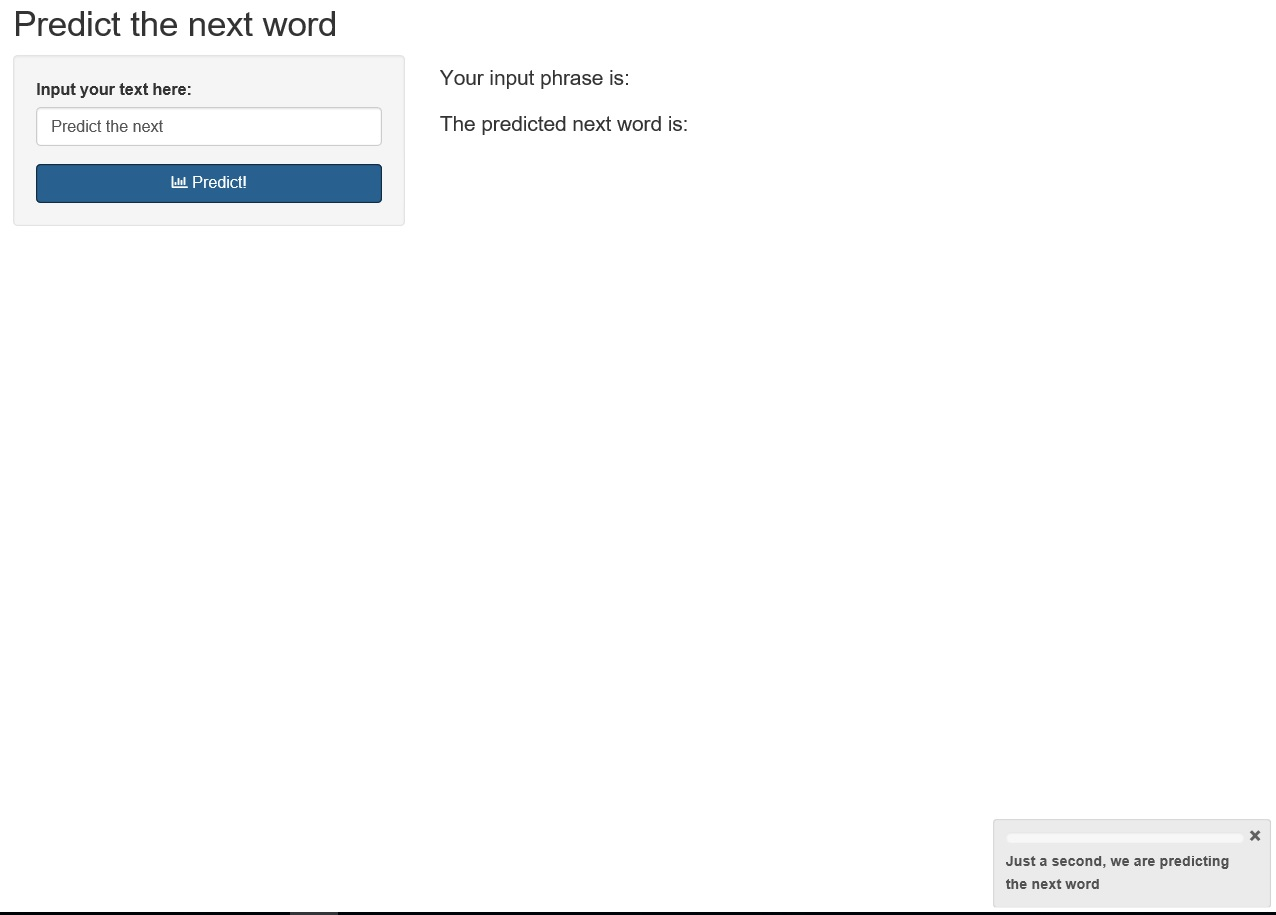 Predict the next word
Input your text here:
Predict the next
Predict!
Your input phrase is:
The predicted next word is:
Just a second, we are predicting
the next word